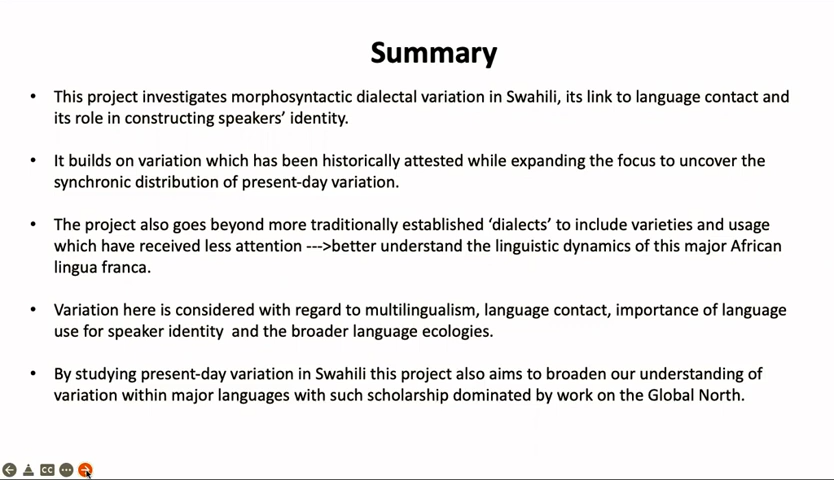 Summary
• This project investigates morphosyntactic dialectal variation in Swahili, its link to language contact and
its role in constructing speakers’ identity.
• It builds on variation which has been historically attested while expanding the focus to uncover the
synchronic distribution of present-day variation.
• The project also goes beyond more traditionally established ‘dialects’ to include varieties and usage
which have received less attention --->better understand the linguistic dynamics of this major African
lingua franca.
• Variation here is considered with regard to multilingualism, language contact, importance of language
use for speaker identity  and the broader language ecologies.
• By studying present-day variation in Swahili this project also aims to broaden our understanding of
variation within major languages with such scholarship dominated by work on the Global North.
CC